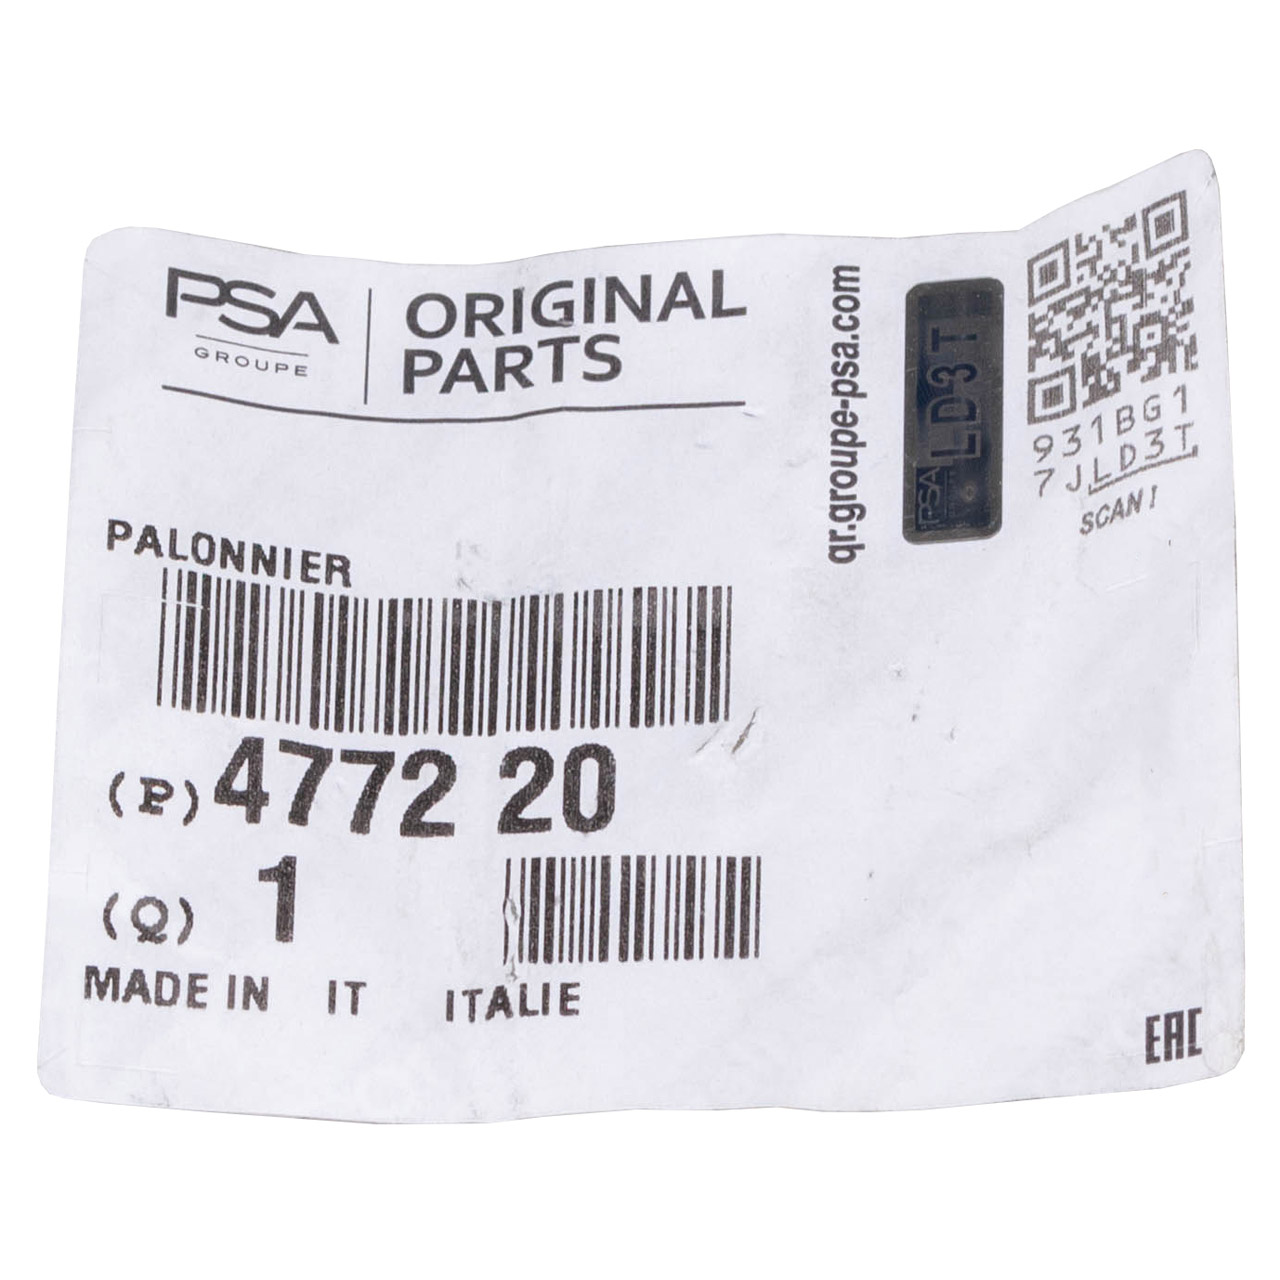 PSA
GROUPE
ORIGINAL
PARTS
qr.groupe-psa.com
PSA
LD3T
931BG1
7JLD3T
SCAN!
PALONNIER
(P) 4772 20
(Q) 1
MADE IN IT ITALIE
EAC